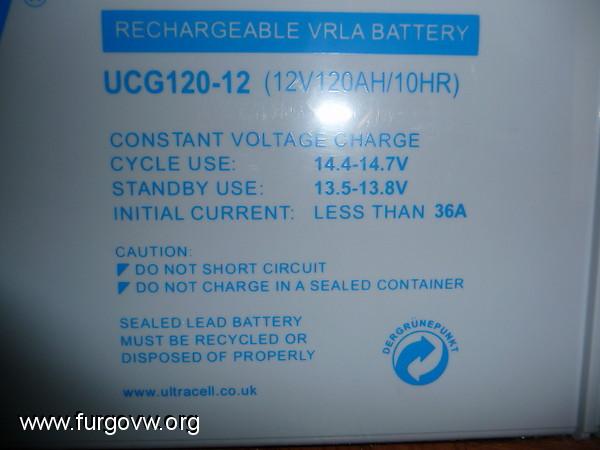 ®
RECHARGEABLE VRLA BATTERY
UCG120-12 (12V120AH/10HR)
CONSTANT VOLTAGE CHARGE
CYCLE USE: 14.4-14.7V
STANDBY USE: 13.5-13.8V
INITIAL CURRENT: LESS THAN 36A
CAUTION:
DO NOT SHORT CIRCUIT
DO NOT CHARGE IN A SEALED CONTAINER
SEALED LEAD BATTERY
MUST BE RECYCLED OR
DISPOSED OF PROPERLY
DERGRÜNEPUNKT
www.ultracell.co.uk
www.furgovw.org